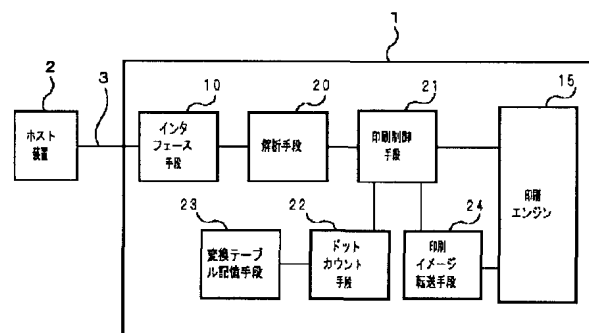 1
2
3
10
20
21
15
ホスト
装置
インタ
フェース
手段
解析手段
印刷制御
手段
印刷
エンジン
23
22
24
変換テーブ
ル記憶手段
ドット
カウント
手段
印刷
イメージ
転送手段